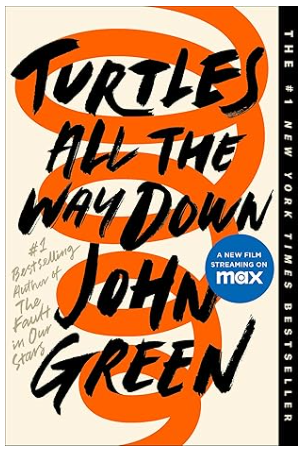 TURTLES
ALL THE
WAY DOWN
JOHN
GREEN
#1
Bestselling
Author of
The
Fault
in Our
Stars
A NEW FILM
STREAMING ON
max
THE #1 NEW YORK TIMES BESTSELLER